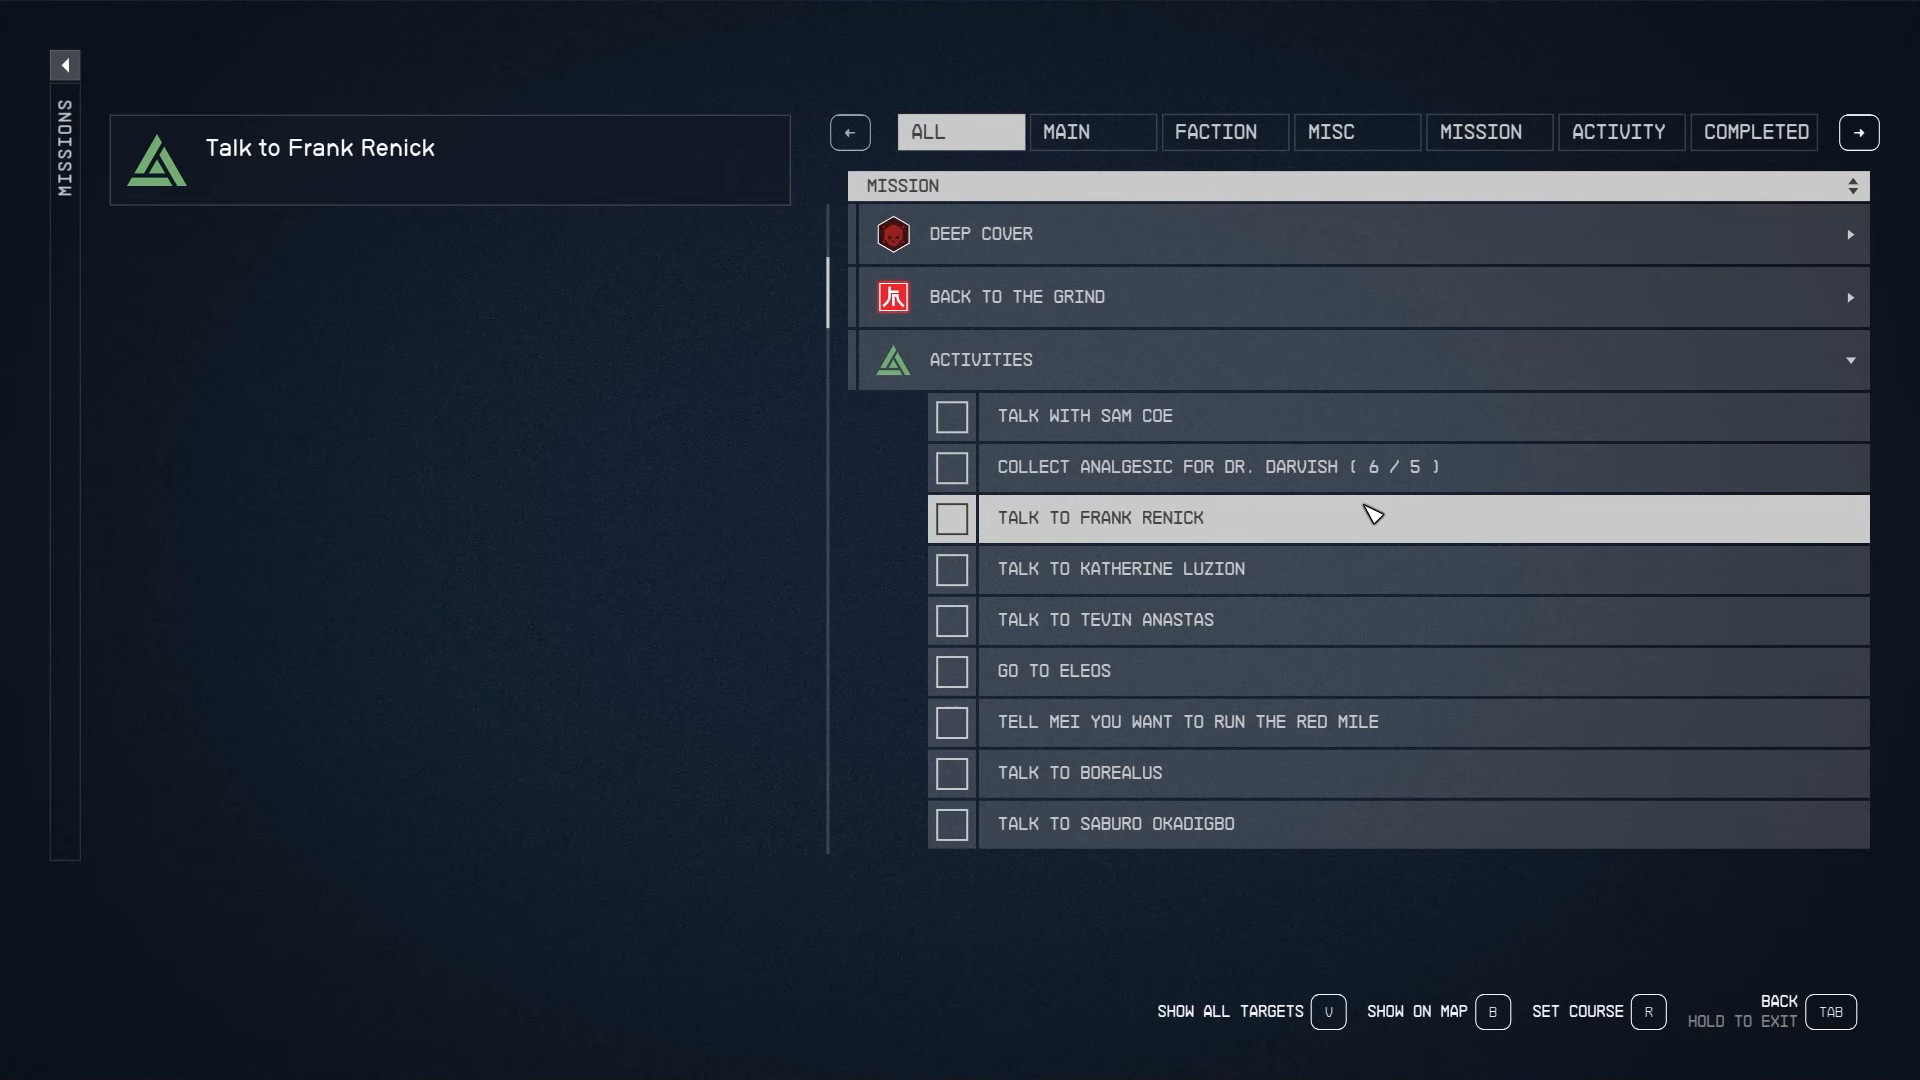 MISSIONS
Talk to Frank Renick
ALL
MAIN
FACTION
MISC
MISSION
ACTIVITY
COMPLETED
MISSION
DEEP COVER
BACK TO THE GRIND
ACTIVITIES
TALK WITH SAM COE
COLLECT ANALGESIC FOR DR. DARVISH ( 6 / 5 )
TALK TO FRANK RENICK
TALK TO KATHERINE LUZION
TALK TO TEVIN ANASTAS
GO TO ELEOS
TELL MEI YOU WANT TO RUN THE RED MILE
TALK TO BOREALUS
TALK TO SABURO OKADIGBO
SHOW ALL TARGETS V
SHOW ON MAP B
SET COURSE R
BACK
HOLD TO EXIT
TAB